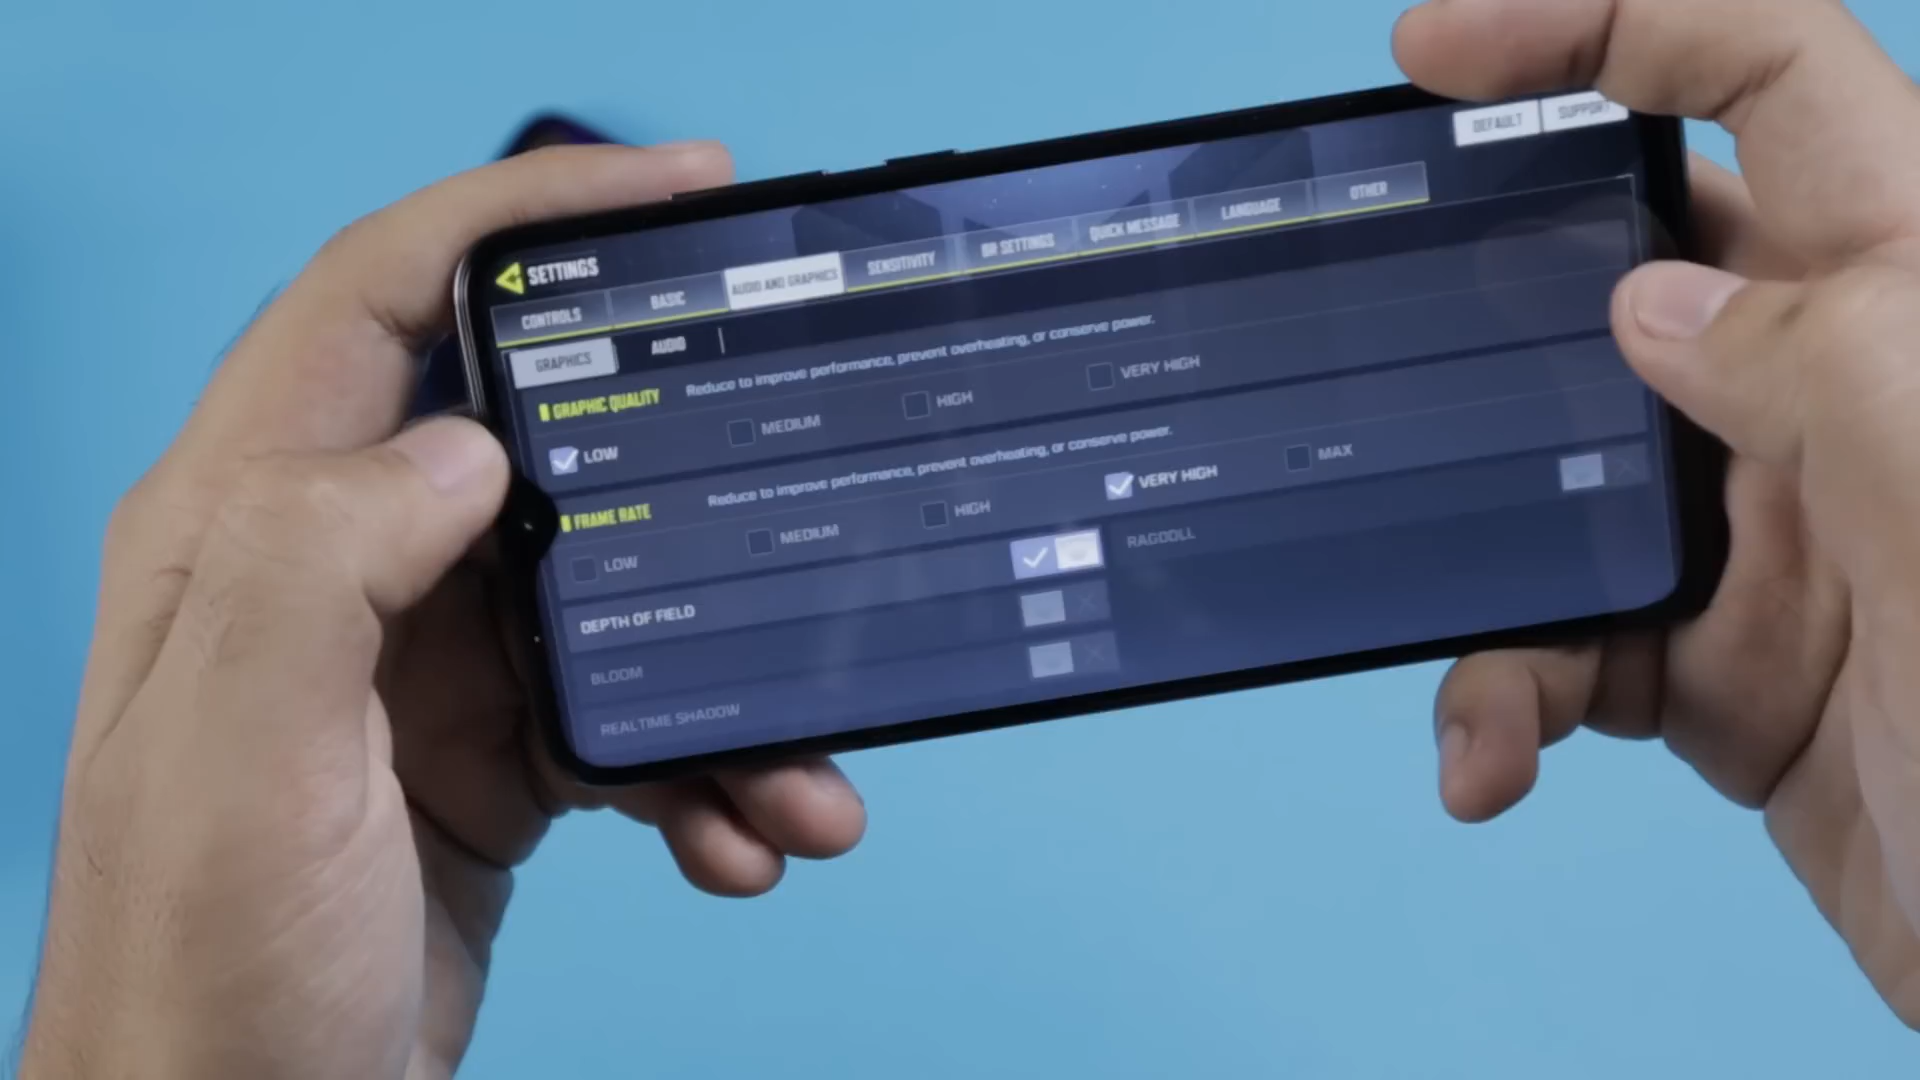 DEFAULT SUPPORT
SETTINGS
CONTROLS BASIC AUDIO AND GRAPHICS SENSITIVITY BR SETTINGS QUICK MESSAGE LANGUAGE OTHER
GRAPHICS AUDIO
GRAPHIC QUALITY Reduce to improve performance, prevent overheating, or conserve power.
LOW MEDIUM HIGH VERY HIGH
FRAME RATE Reduce to improve performance, prevent overheating, or conserve power.
LOW MEDIUM HIGH VERY HIGH MAX
DEPTH OF FIELD RAGDOLL
BLOOM
REALTIME SHADOW